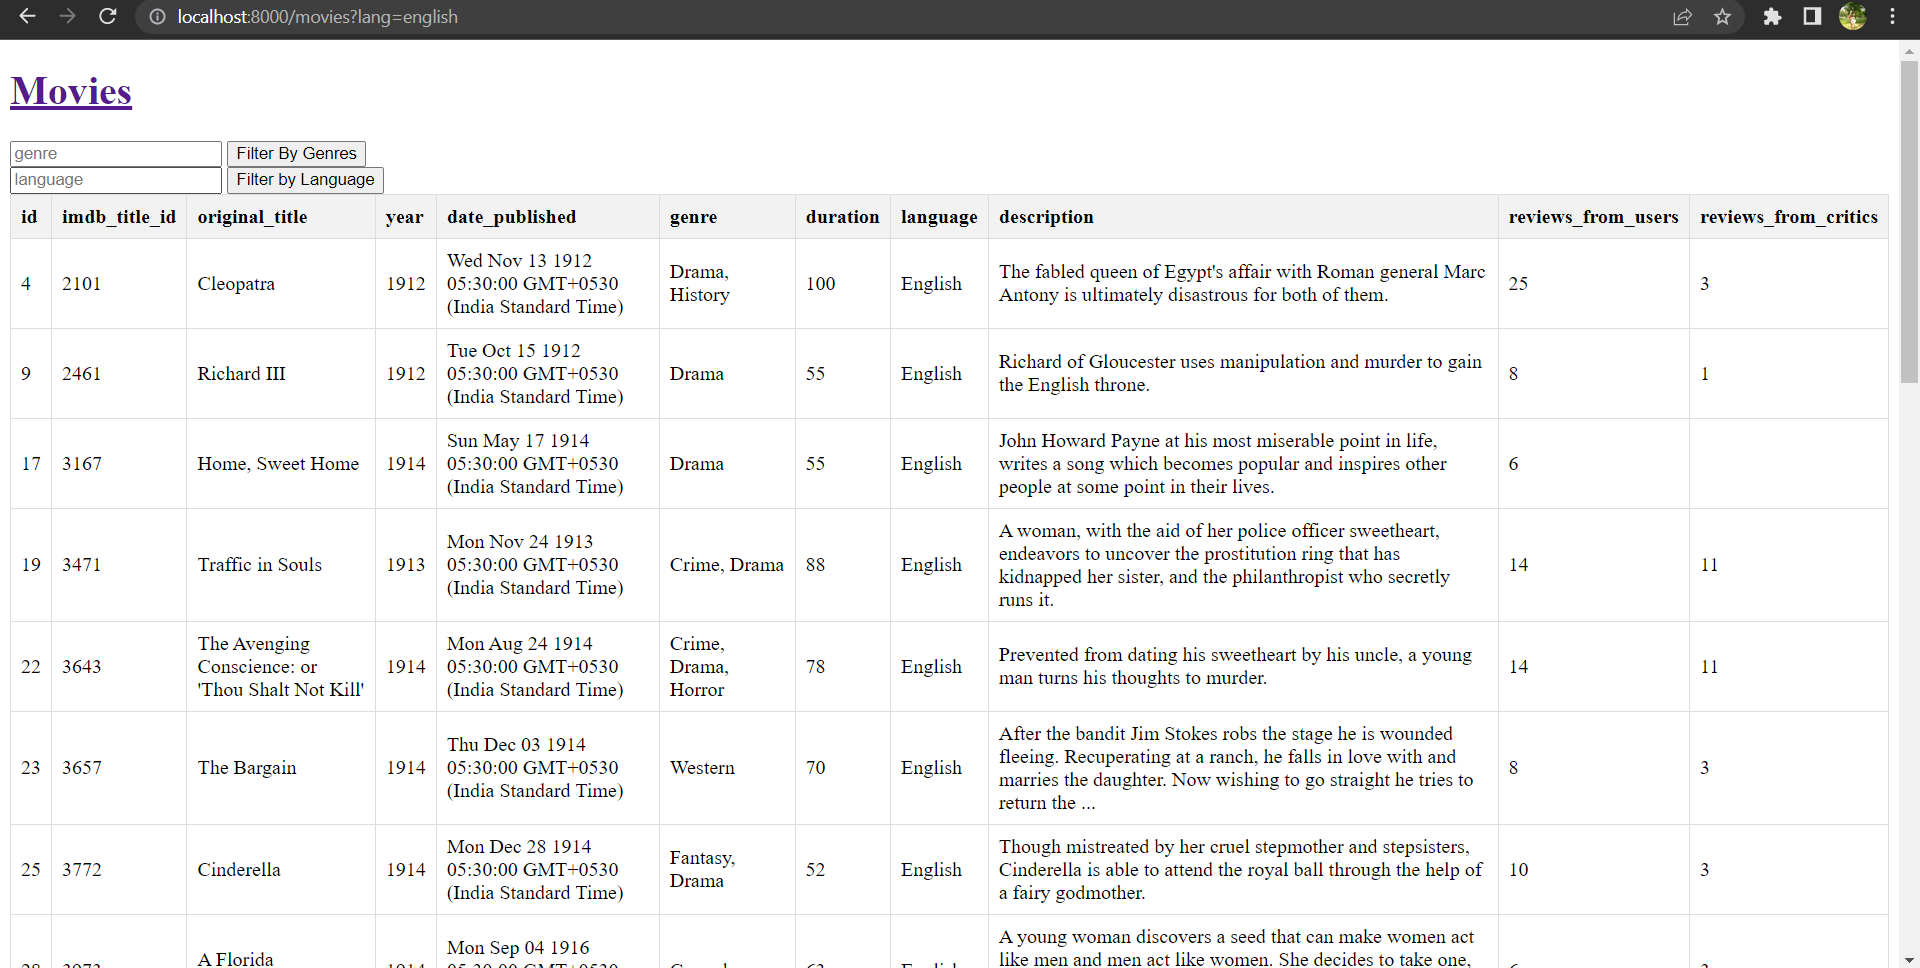 localhost:8000/movies?lang=english
Movies
genre Filter By Genres
language Filter by Language
id imdb_title_id original_title year date_published genre duration language description reviews_from_users reviews_from_critics
4 2101 Cleopatra 1912 Wed Nov 13 1912
05:30:00 GMT+0530
(India Standard Time)
Drama,
History
100 English The fabled queen of Egypt's affair with Roman general Marc
Antony is ultimately disastrous for both of them.
25 3
9 2461 Richard III 1912 Tue Oct 15 1912
05:30:00 GMT+0530
(India Standard Time)
Drama 55 English Richard of Gloucester uses manipulation and murder to gain
the English throne.
8 1
17 3167 Home, Sweet Home 1914 Sun May 17 1914
05:30:00 GMT+0530
(India Standard Time)
Drama 55 English John Howard Payne at his most miserable point in life,
writes a song which becomes popular and inspires other
people at some point in their lives.
6
19 3471 Traffic in Souls 1913 Mon Nov 24 1913
05:30:00 GMT+0530
(India Standard Time)
Crime, Drama 88 English A woman, with the aid of her police officer sweetheart,
endeavors to uncover the prostitution ring that has
kidnapped her sister, and the philanthropist who secretly
runs it.
14 11
22 3643 The Avenging
Conscience: or
'Thou Shalt Not Kill'
1914 Mon Aug 24 1914
05:30:00 GMT+0530
(India Standard Time)
Crime,
Drama,
Horror
78 English Prevented from dating his sweetheart by his uncle, a young
man turns his thoughts to murder.
14 11
23 3657 The Bargain 1914 Thu Dec 03 1914
05:30:00 GMT+0530
(India Standard Time)
Western 70 English After the bandit Jim Stokes robs the stage he is wounded
fleeing. Recuperating at a ranch, he falls in love with and
marries the daughter. Now wishing to go straight he tries to
return the ...
8 3
25 3772 Cinderella 1914 Mon Dec 28 1914
05:30:00 GMT+0530
(India Standard Time)
Fantasy,
Drama
52 English Though mistreated by her cruel stepmother and stepsisters,
Cinderella is able to attend the royal ball through the help of
a fairy godmother.
10 3
A Florida
Mon Sep 04 1916
A young woman discovers a seed that can make women act
like men and men act like women. She decides to take one,